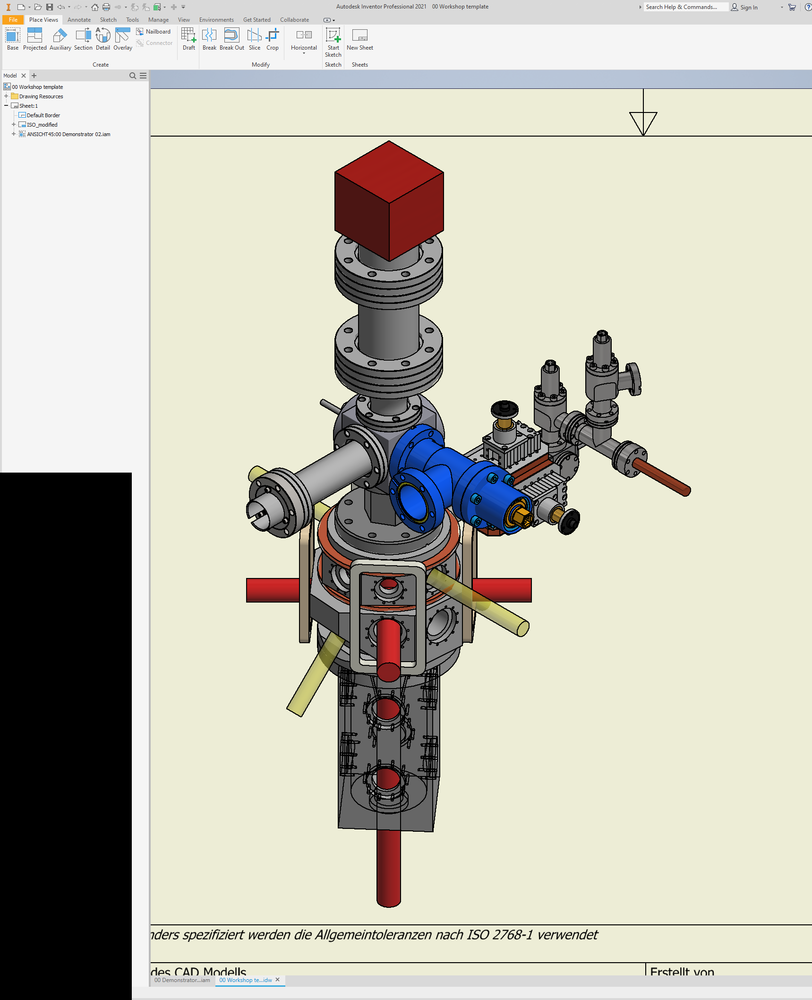 Autodesk Inventor Professional 2021 00 Workshop template
Search Help & Commands...
Sign In
File Place Views Annotate Sketch Tools Manage View Environments Get Started Collaborate
Base Projected Auxiliary Section Detail Overlay
Nailboard
Connector
Draft Break Break Out Slice Crop
Horizontal
Start Sketch
New Sheet
Create Modify Sketch Sheets
Model
00 Workshop template
Drawing Resources
Sheet:1
Default Border
ISO_modified
ANSICHT45:00 Demonstrator 02.iam
nders spezifiziert werden die Allgemeintoleranzen nach ISO 2768-1 verwendet
des CAD Modells
Erstellt von
00 Demonstrator...iam 00 Workshop te...idw